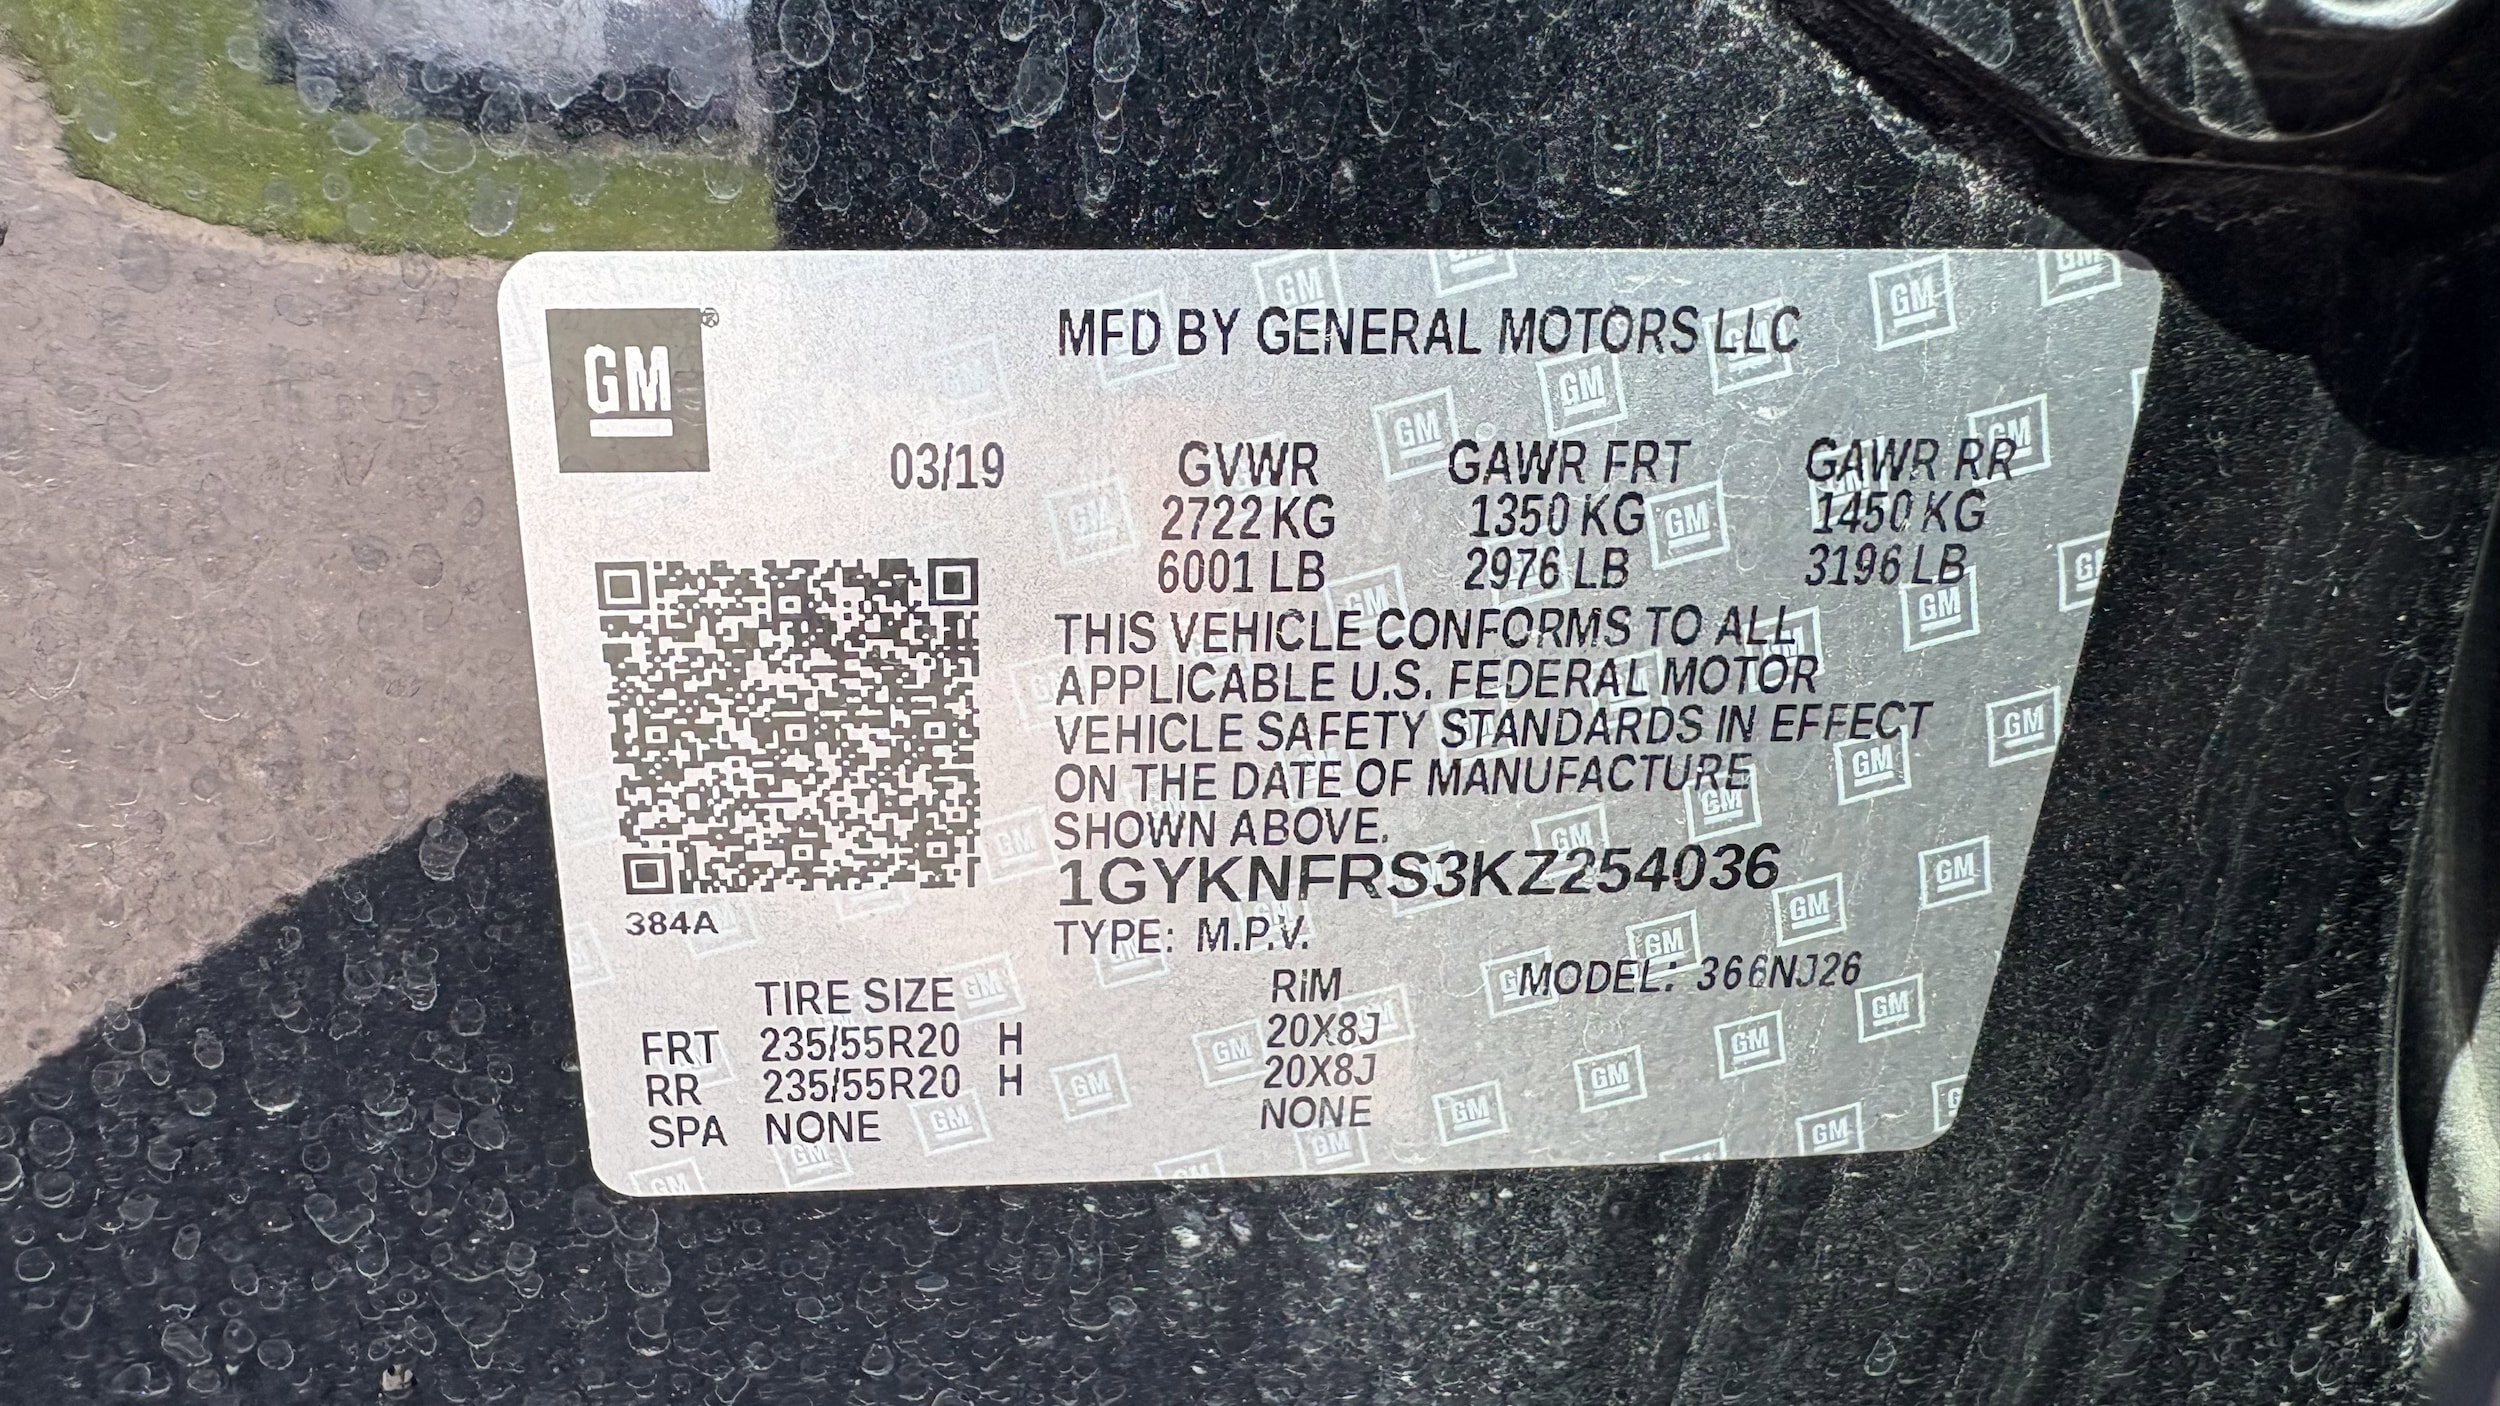 GM®
MFD BY GENERAL MOTORS LLC
03/19 GVWR GAWR FRT GAWR RR
2722 KG 1350 KG 1450 KG
6001 LB 2976 LB 3196 LB
THIS VEHICLE CONFORMS TO ALL
APPLICABLE U.S. FEDERAL MOTOR
VEHICLE SAFETY STANDARDS IN EFFECT
ON THE DATE OF MANUFACTURE
SHOWN ABOVE.
1GYKNFRS3KZ254036
384A
TYPE: M.P.V.
MODEL: 366NJ26
TIRE SIZE RIM
FRT 235/55R20 H 20X8J
RR 235/55R20 H 20X8J
SPA NONE NONE